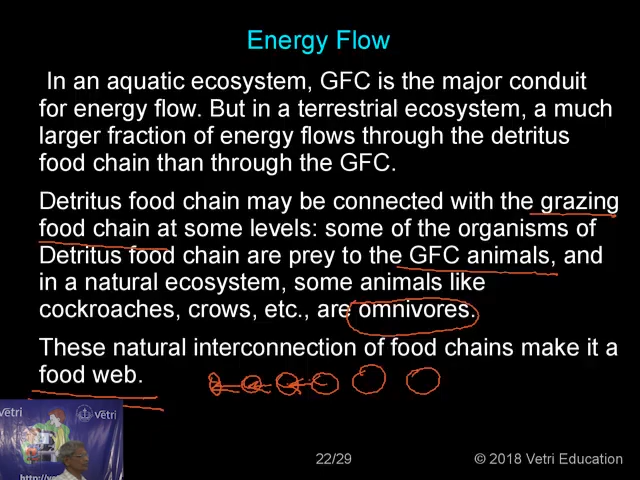 Energy Flow
In an aquatic ecosystem, GFC is the major conduit
for energy flow. But in a terrestrial ecosystem, a much
larger fraction of energy flows through the detritus
food chain than through the GFC.
Detritus food chain may be connected with the grazing
food chain at some levels: some of the organisms of
Detritus food chain are prey to the GFC animals, and
in a natural ecosystem, some animals like
cockroaches, crows, etc., are omnivores.
These natural interconnection of food chains make it a
food web.
Vetri
Vetri
22/29
© 2018 Vetri Education